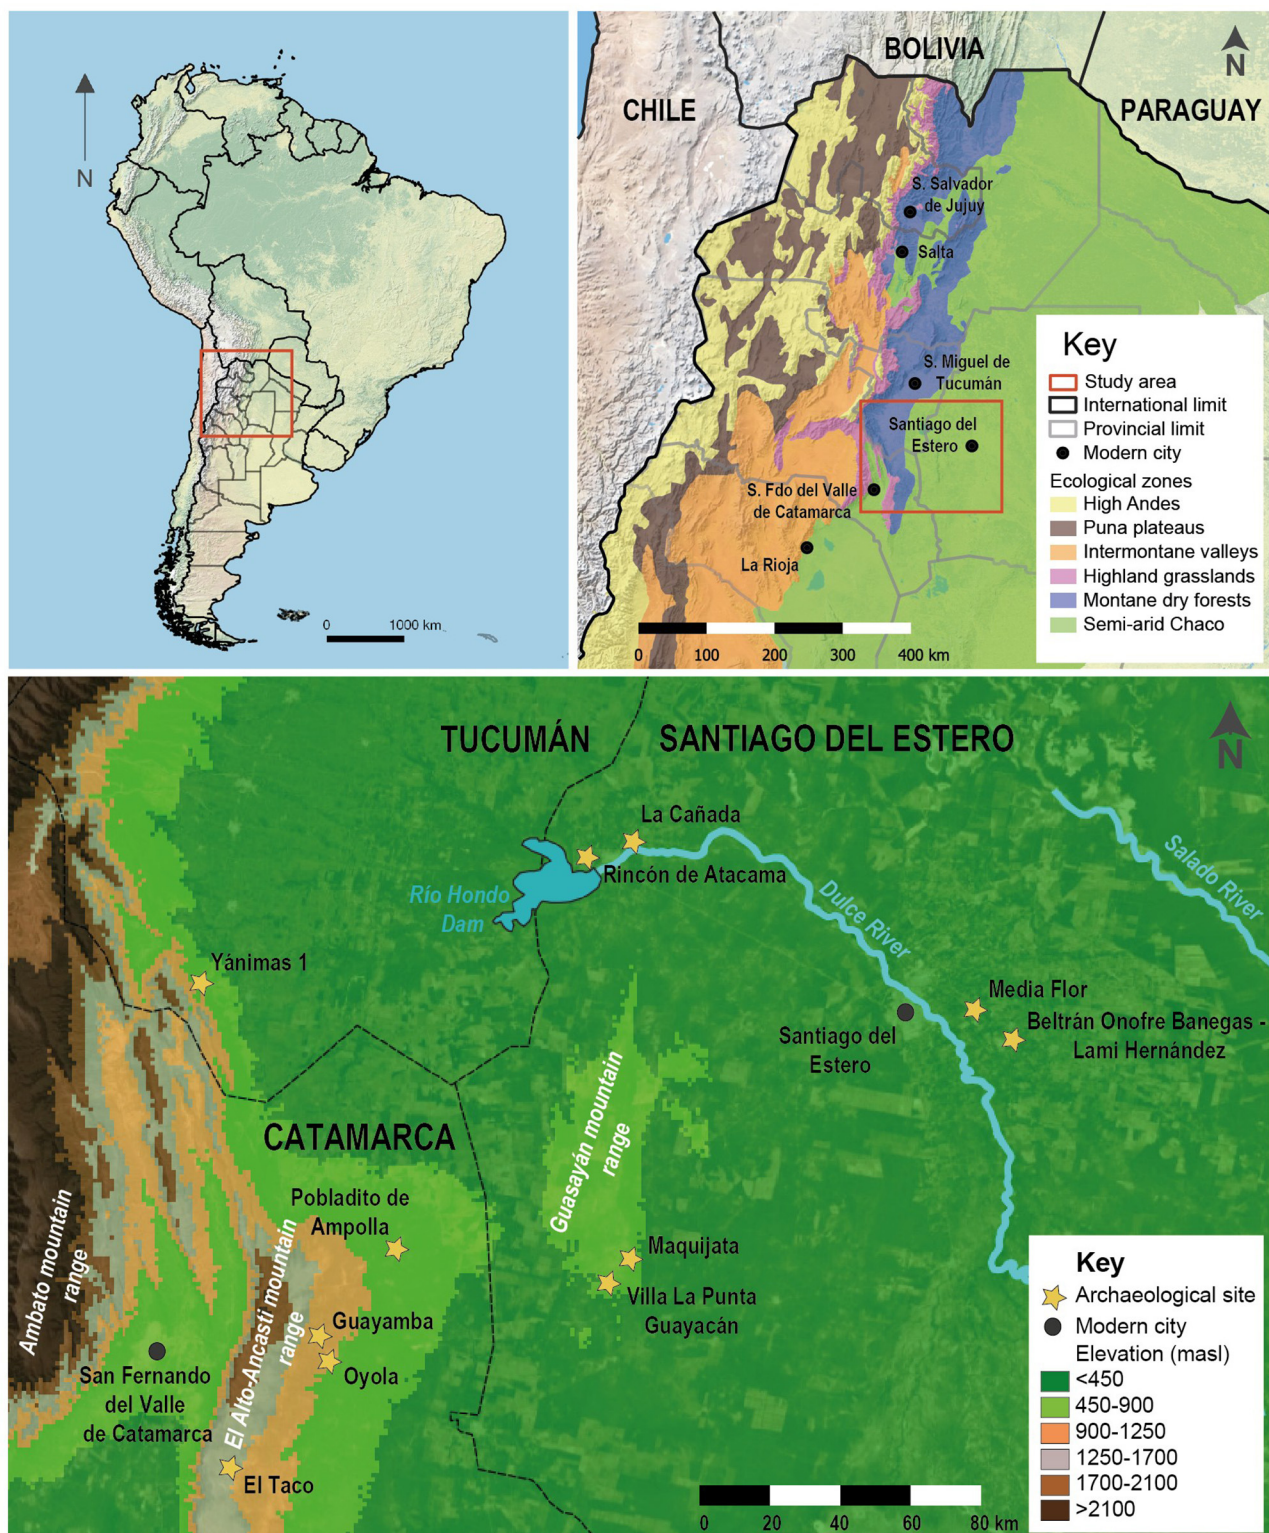 N
0
1000 km
BOLIVIA
N
CHILE
PARAGUAY
S. Salvador
de Jujuy
Salta
S. Miguel de
Tucumán
Santiago del
Estero
S. Fdo del Valle
de Catamarca
La Rioja
0 100 200 300 400 km
Key
Study area
International limit
Provincial limit
Modern city
Ecological zones
High Andes
Puna plateaus
Intermontane valleys
Highland grasslands
Montane dry forests
Semi-arid Chaco
TUCUMÁN
SANTIAGO DEL ESTERO
N
La Cañada
Rincón de Atacama
Río Hondo
Dam
Dulce River
Salado River
Yánimas 1
Media Flor
Santiago del
Estero
Beltrán Onofre Banegas -
Lami Hernández
CATAMARCA
Guasayán mountain
range
Pobladito de
Ampolla
Ambato mountain
range
El Alto-Ancasti mountain
range
Maquijata
Villa La Punta
Guayacán
Guayamba
Oyola
San Fernando
del Valle
de Catamarca
El Taco
0 20 40 60 80 km
Key
Archaeological site
Modern city
Elevation (masl)
<450
450-900
900-1250
1250-1700
1700-2100
>2100